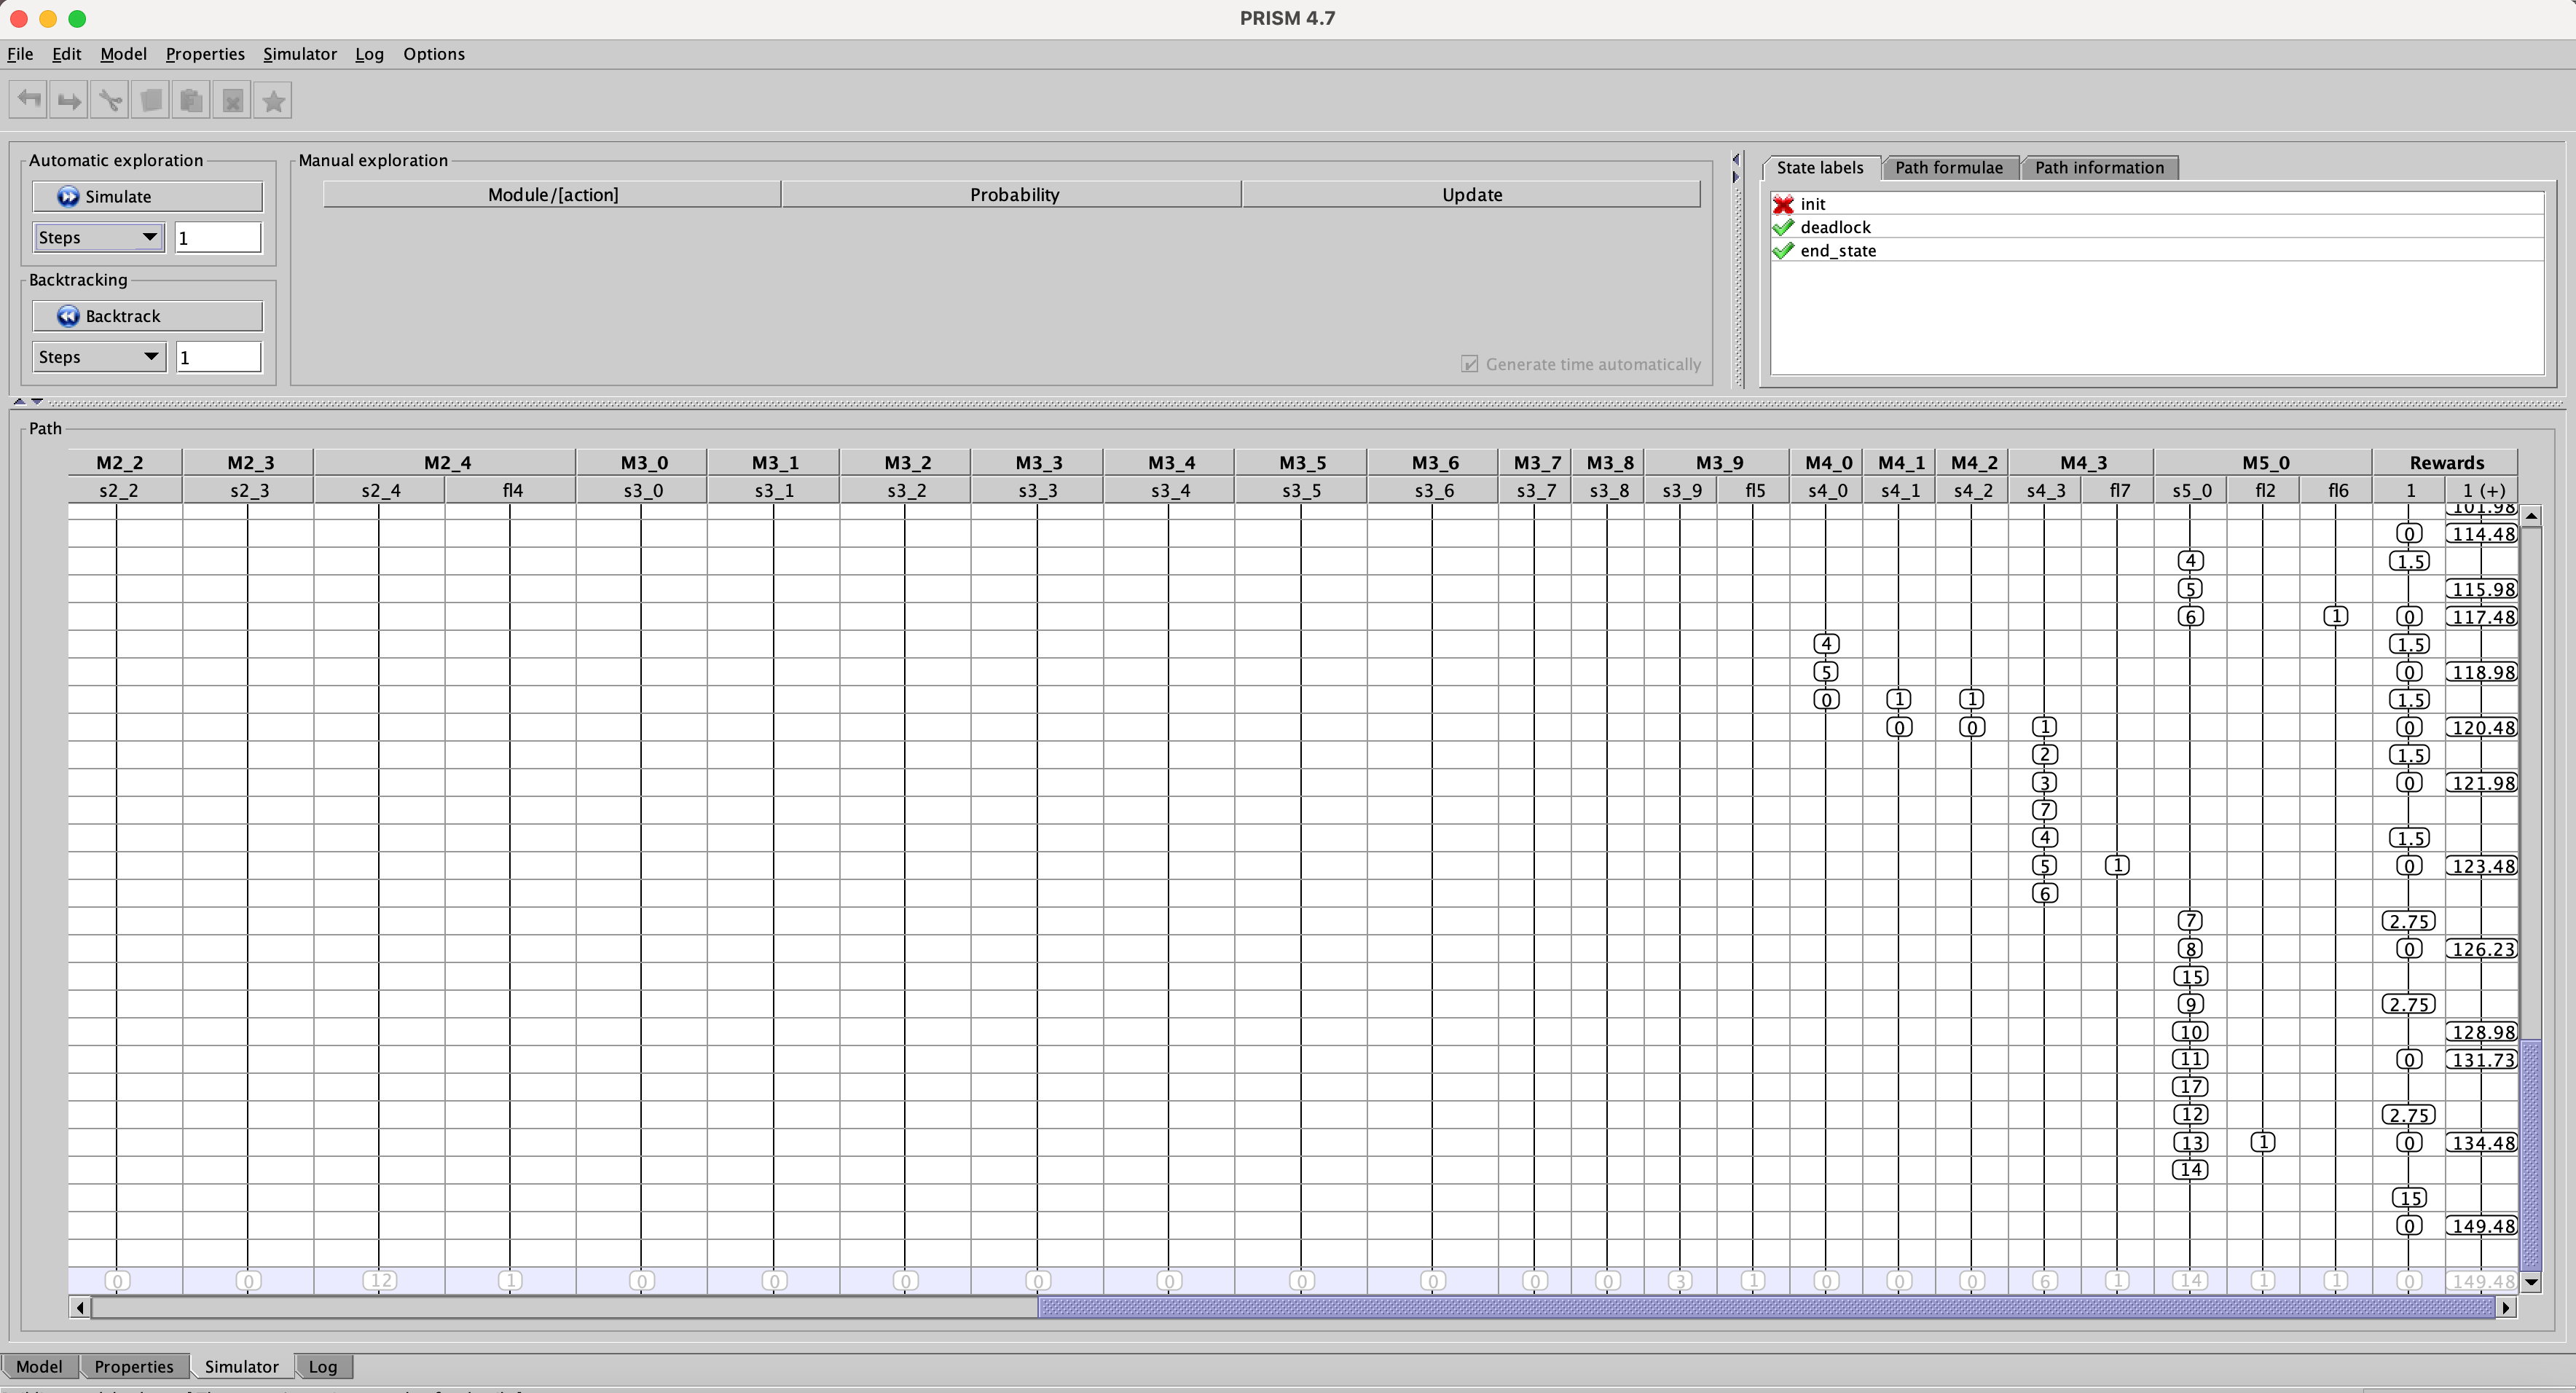 PRISM 4.7
File Edit Model Properties Simulator Log Options
Automatic exploration
Simulate
Steps 1
Backtracking
Backtrack
Steps 1
Manual exploration
Module/[action] Probability Update
Generate time automatically
State labels Path formulae Path information
init
deadlock
end_state
Path
M2_2 M2_3 M2_4 M3_0 M3_1 M3_2 M3_3 M3_4 M3_5 M3_6 M3_7 M3_8 M3_9 M4_0 M4_1 M4_2 M4_3 M5_0 Rewards
s2_2 s2_3 s2_4 fl4 s3_0 s3_1 s3_2 s3_3 s3_4 s3_5 s3_6 s3_7 s3_8 s3_9 fl5 s4_0 s4_1 s4_2 s4_3 fl7 s5_0 fl2 fl6 1 1 (+)
101.98
0 114.48
4 1.5
5 115.98
6 1 0 117.48
4 1.5
5 0 118.98
0 1 1 1.5
0 0 1 0 120.48
2 1.5
3 0 121.98
7
4 1.5
5 1 0 123.48
6
7 2.75
8 0 126.23
15
9 2.75
10 128.98
11 0 131.73
17
12 2.75
13 1 0 134.48
14
15
0 149.48
0 0 12 1 0 0 0 0 0 0 0 0 0 3 1 0 0 0 6 1 14 1 1 0 149.48
Model Properties Simulator Log